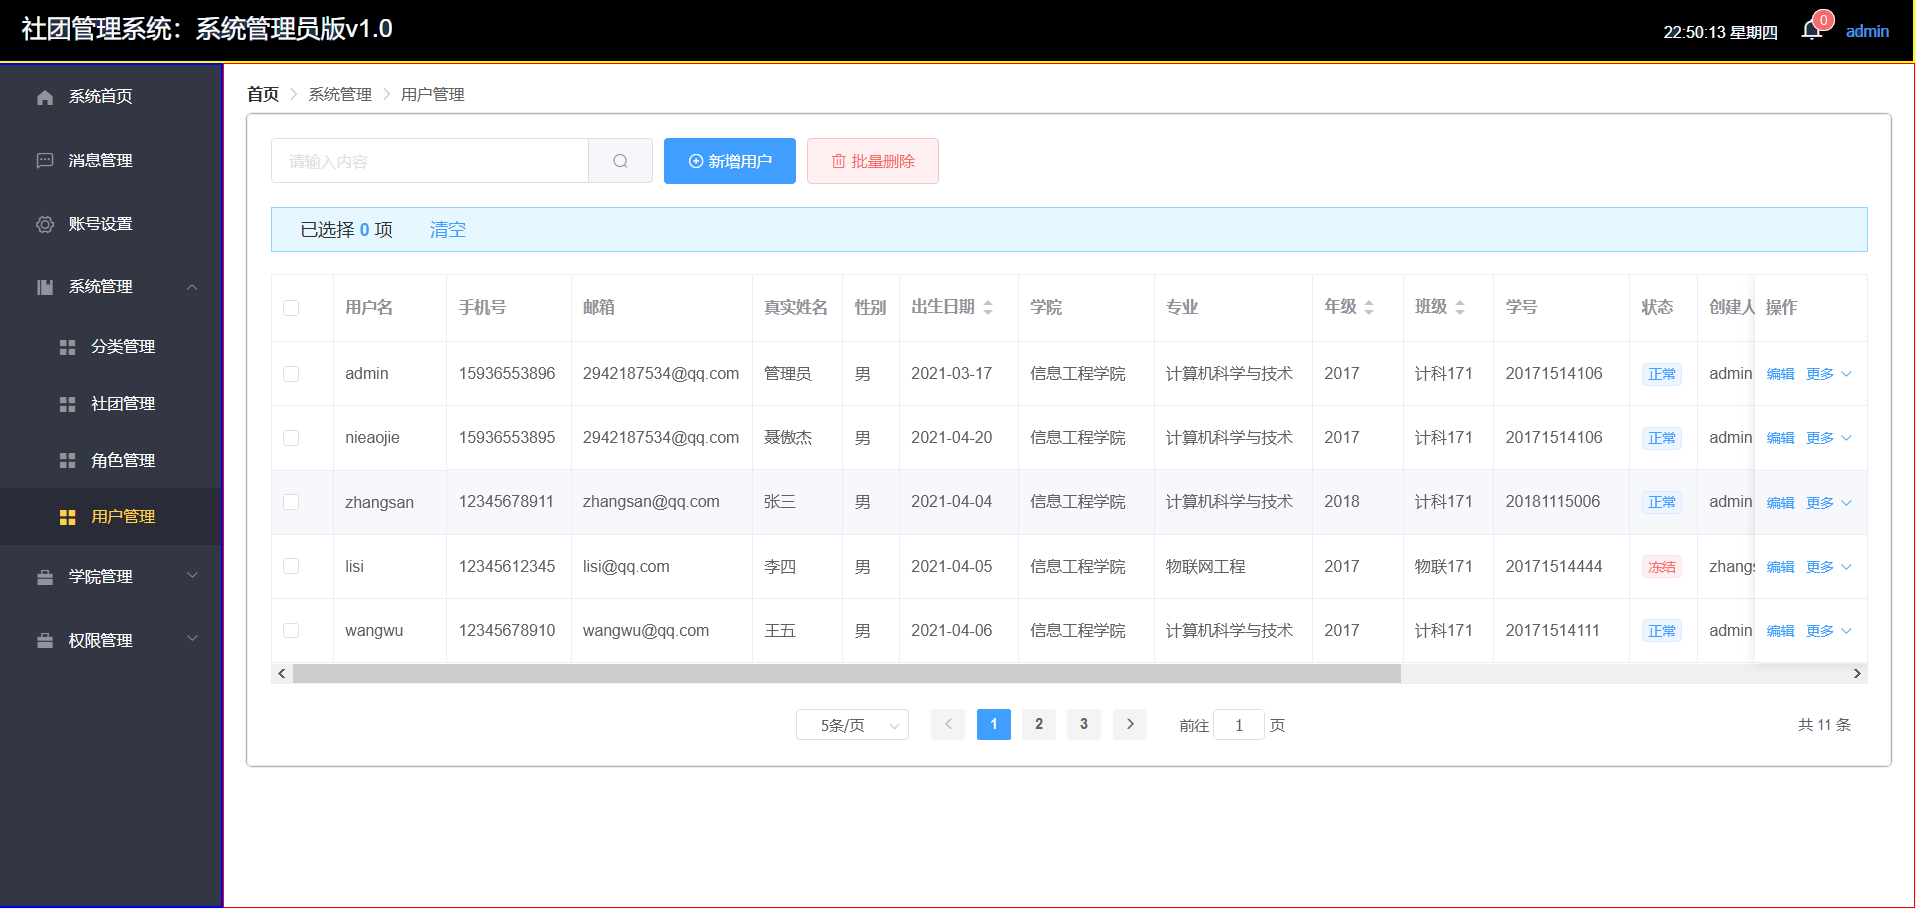 社团管理系统：系统管理员版v1.0
22:50:13 星期四 0 admin
系统首页
消息管理
账号设置
系统管理
分类管理
社团管理
角色管理
用户管理
学院管理
权限管理
首页 系统管理 用户管理
请输入内容 新增用户 批量删除
已选择 0 项 清空
用户名 手机号 邮箱 真实姓名 性别 出生日期 学院 专业 年级 班级 学号 状态 创建人 操作
admin 15936553896 2942187534@qq.com 管理员 男 2021-03-17 信息工程学院 计算机科学与技术 2017 计科171 20171514106 正常 admin 编辑 更多
nieaojie 15936553895 2942187534@qq.com 聂傲杰 男 2021-04-20 信息工程学院 计算机科学与技术 2017 计科171 20171514106 正常 admin 编辑 更多
zhangsan 12345678911 zhangsan@qq.com 张三 男 2021-04-04 信息工程学院 计算机科学与技术 2018 计科171 20181115006 正常 admin 编辑 更多
lisi 12345612345 lisi@qq.com 李四 男 2021-04-05 信息工程学院 物联网工程 2017 物联171 20171514444 冻结 zhangs 编辑 更多
wangwu 12345678910 wangwu@qq.com 王五 男 2021-04-06 信息工程学院 计算机科学与技术 2017 计科171 20171514111 正常 admin 编辑 更多
5条/页 1 2 3 前往 1 页 共 11 条